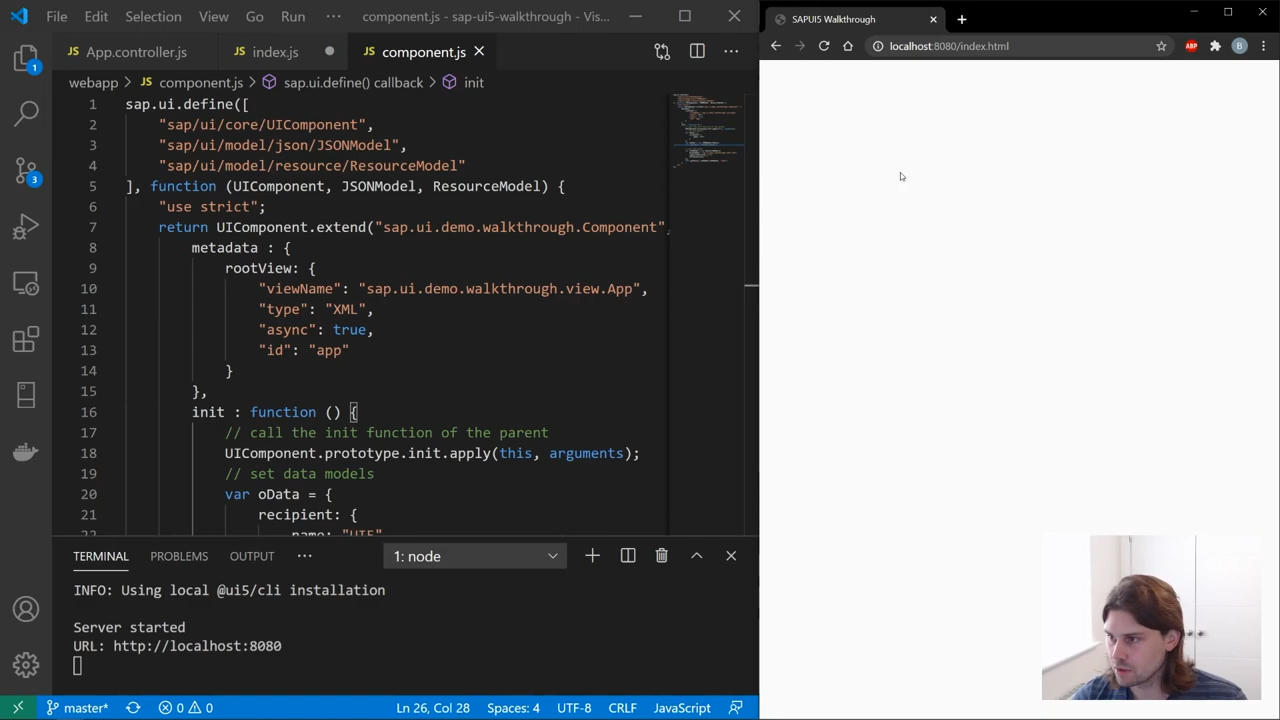 File Edit Selection View Go Run ··· component.js - sap-ui5-walkthrough - Vis...
JS App.controller.js JS index.js JS component.js
webapp > JS component.js > sap.ui.define() callback > init
1 sap.ui.define([
2 "sap/ui/core/UIComponent",
3 "sap/ui/model/json/JSONModel",
4 "sap/ui/model/resource/ResourceModel"
5 ], function (UIComponent, JSONModel, ResourceModel) {
6 "use strict";
7 return UIComponent.extend("sap.ui.demo.walkthrough.Component",
8 metadata : {
9 rootView: {
10 "viewName": "sap.ui.demo.walkthrough.view.App",
11 "type": "XML",
12 "async": true,
13 "id": "app"
14 }
15 },
16 init : function () {
17 // call the init function of the parent
18 UIComponent.prototype.init.apply(this, arguments);
19 // set data models
20 var oData = {
21 recipient: {
22 name: "UI5"
1
3
TERMINAL PROBLEMS OUTPUT ··· 1: node
INFO: Using local @ui5/cli installation
Server started
URL: http://localhost:8080
master* 0 0 Ln 26, Col 28 Spaces: 4 UTF-8 CRLF JavaScript
SAPUI5 Walkthrough
localhost:8080/index.html ABP B